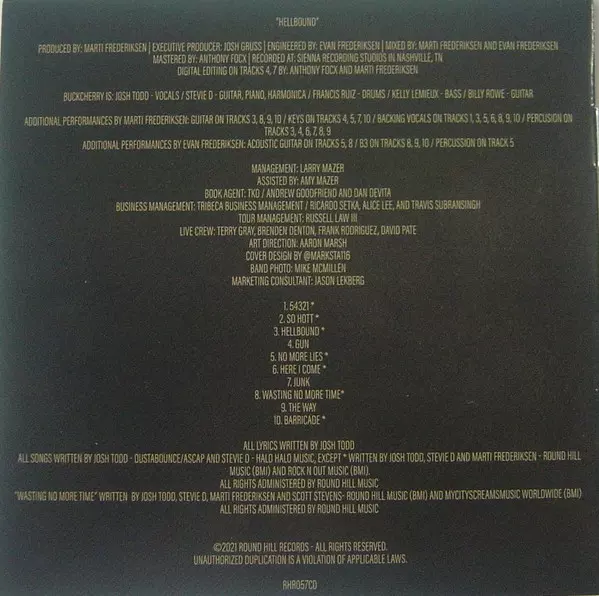 "HELLBOUND"
PRODUCED BY: MARTI FREDERIKSEN | EXECUTIVE PRODUCER: JOSH GRUSS | ENGINEERED BY: EVAN FREDERIKSEN | MIXED BY: MARTI FREDERIKSEN AND EVAN FREDERIKSEN
MASTERED BY: ANTHONY FOCX | RECORDED AT: SIENNA RECORDING STUDIOS IN NASHVILLE, TN
DIGITAL EDITING ON TRACKS 4, 7 BY: ANTHONY FOCX AND MARTI FREDERIKSEN
BUCKCHERRY IS: JOSH TODD - VOCALS / STEVIE D - GUITAR, PIANO, HARMONICA / FRANCIS RUIZ - DRUMS / KELLY LEMIEUX - BASS / BILLY ROWE - GUITAR
ADDITIONAL PERFORMANCES BY MARTI FREDERIKSEN: GUITAR ON TRACKS 3, 8, 9, 10 / KEYS ON TRACKS 4, 5, 7, 10 / BACKING VOCALS ON TRACKS 1, 3, 5, 6, 8, 9, 10 / PERCUSION ON
TRACKS 3, 4, 6, 7, 8, 9
ADDITIONAL PERFORMANCES BY EVAN FREDERIKSEN: ACOUSTIC GUITAR ON TRACKS 5, 8 / B3 ON TRACKS 8, 9, 10 / PERCUSSION ON TRACK 5
MANAGEMENT: LARRY MAZER
ASSISTED BY: AMY MAZER
BOOK AGENT: TKO / ANDREW GOODFRIEND AND DAN DEVITA
BUSINESS MANAGEMENT: TRIBECA BUSINESS MANAGEMENT / RICARDO SETKA, ALICE LEE, AND TRAVIS SUBRANSINGH
TOUR MANAGEMENT: RUSSELL LAW III
LIVE CREW: TERRY GRAY, BRENDEN DENTON, FRANK RODRIGUEZ, DAVID PATE
ART DIRECTION: AARON MARSH
COVER DESIGN BY @MARKSTA116
BAND PHOTO: MIKE MCMILLEN
MARKETING CONSULTANT: JASON LEKBERG
1. 54321 *
2. SO HOTT *
3. HELLBOUND *
4. GUN
5. NO MORE LIES *
6. HERE I COME *
7. JUNK
8. WASTING NO MORE TIME*
9. THE WAY
10. BARRICADE *
ALL LYRICS WRITTEN BY JOSH TODD
ALL SONGS WRITTEN BY JOSH TODD - DUSTABOUNCE/ASCAP AND STEVIE D - HALO HALO MUSIC, EXCEPT * WRITTEN BY JOSH TODD, STEVIE D AND MARTI FREDERIKSEN - ROUND HILL
MUSIC (BMI) AND ROCK N OUT MUSIC (BMI).
ALL RIGHTS ADMINISTERED BY ROUND HILL MUSIC
"WASTING NO MORE TIME" WRITTEN BY JOSH TODD, STEVIE D, MARTI FREDERIKSEN AND SCOTT STEVENS- ROUND HILL MUSIC (BMI) AND MYCITYSCREAMSMUSIC WORLDWIDE (BMI)
ALL RIGHTS ADMINISTERED BY ROUND HILL MUSIC
©2021 ROUND HILL RECORDS - ALL RIGHTS RESERVED.
UNAUTHORIZED DUPLICATION IS A VIOLATION OF APPLICABLE LAWS.
RHR057CD